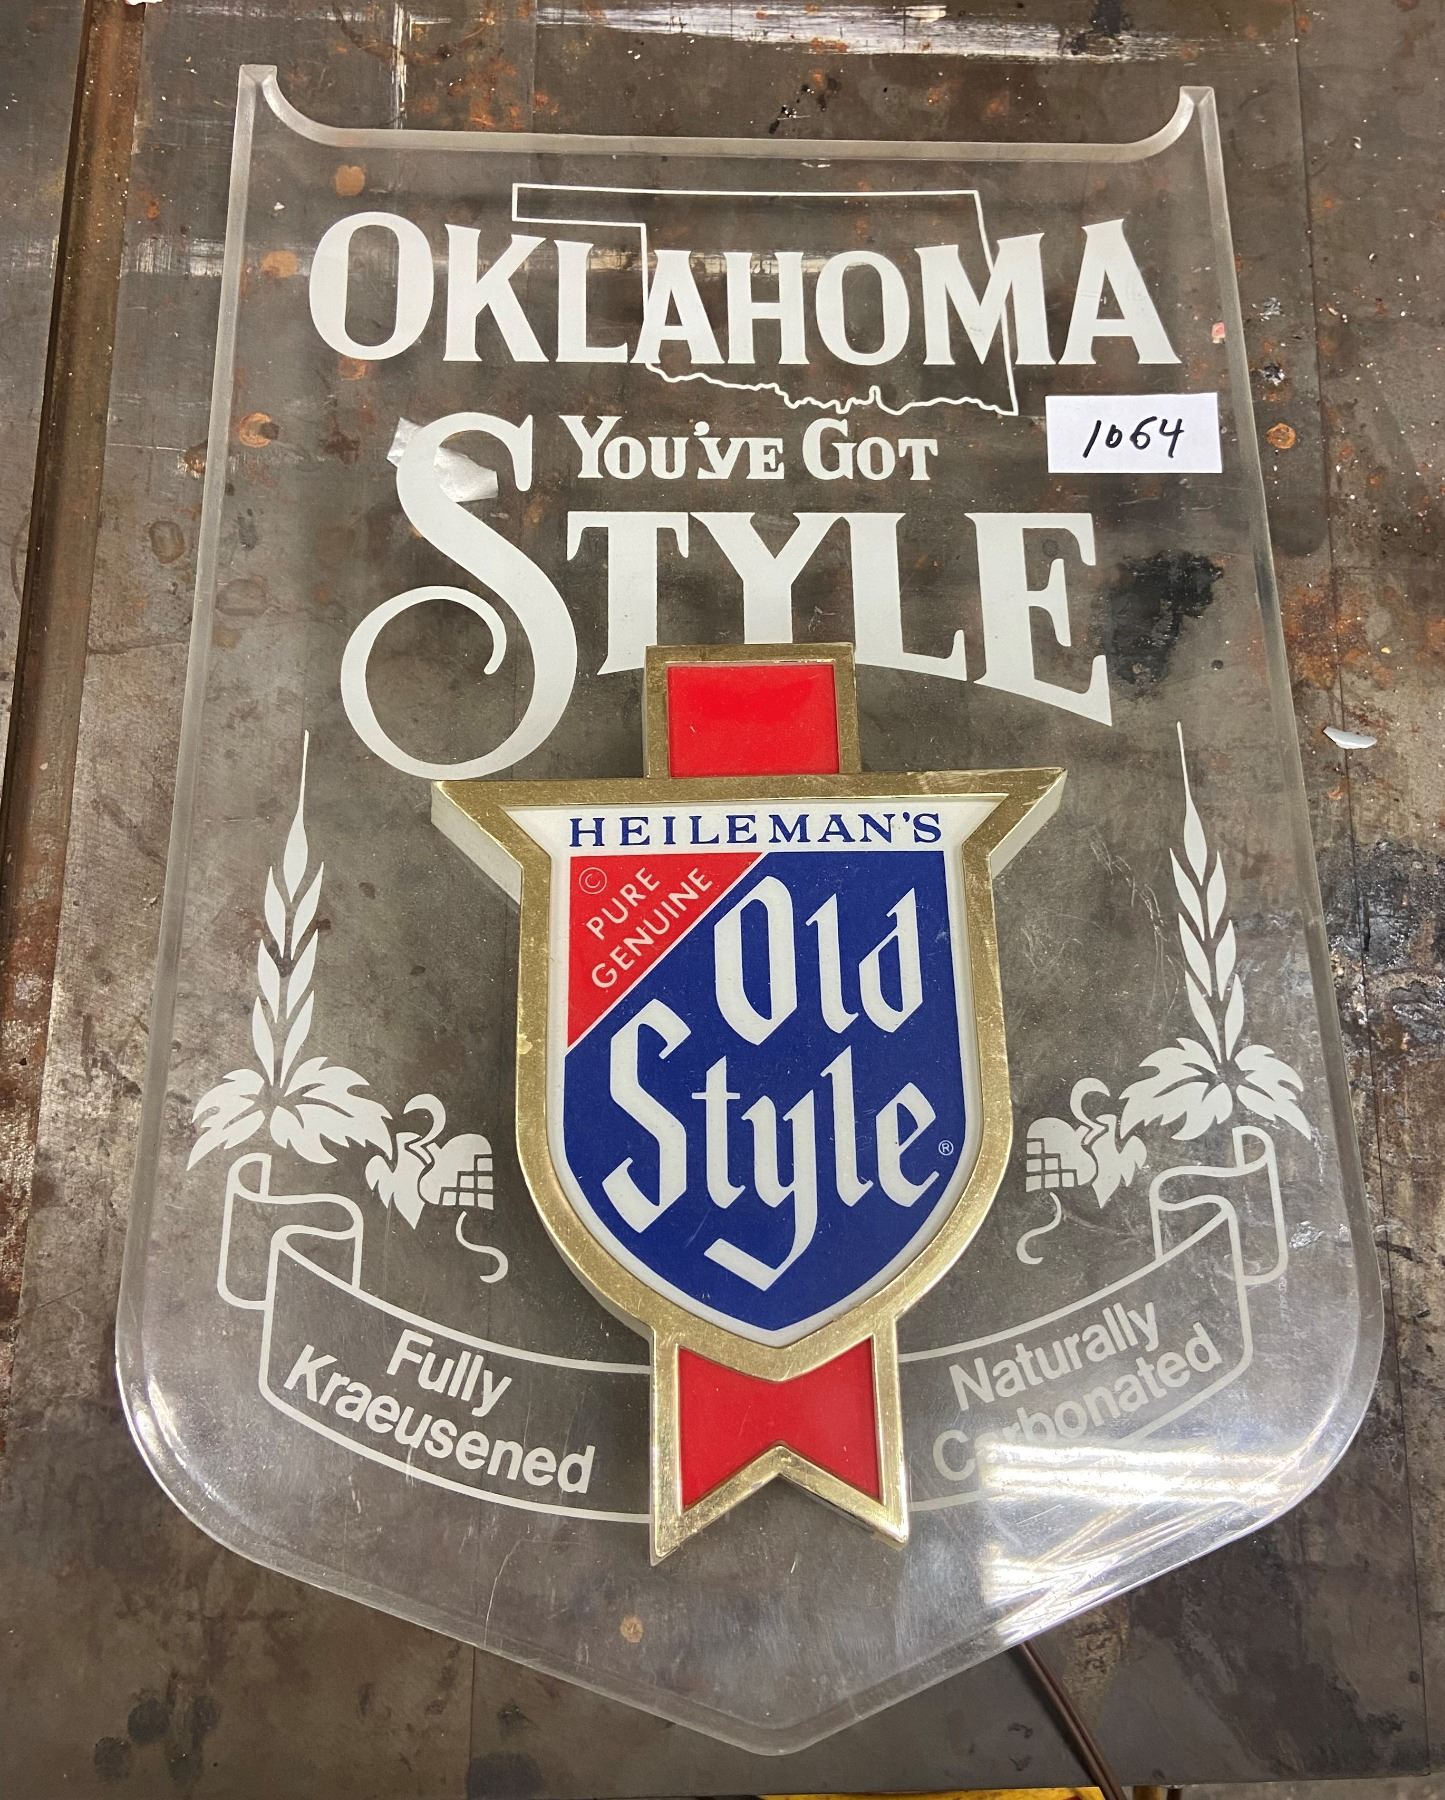 OKLAHOMA
YOU'VE GOT
1064
STYLE
HEILEMAN'S
© PURE
GENUINE
Old
Style ®
Fully
Kraeusened
Naturally
Carbonated